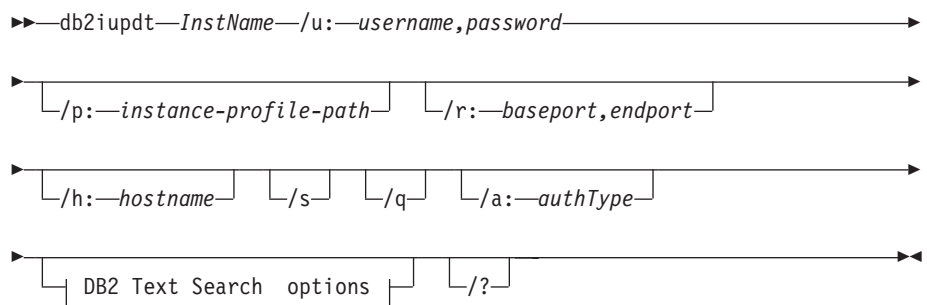 db2iupdt InstName /u: username,password
/p: instance-profile-path /r: baseport,endport
/h: hostname /s /q /a: authType
DB2 Text Search options /?